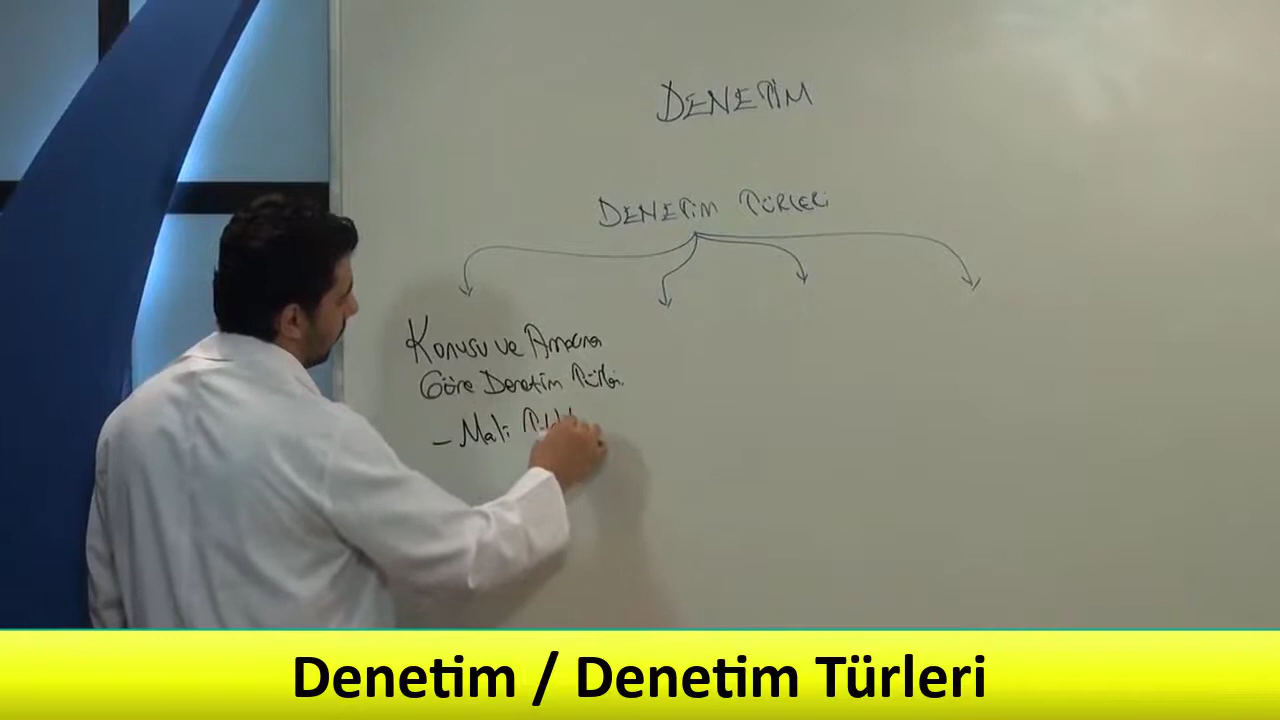 DENETİM
DENETİM TÜRLERİ
Konusu ve Amacına
Göre Denetim Türleri
- Mali
Denetim / Denetim Türleri